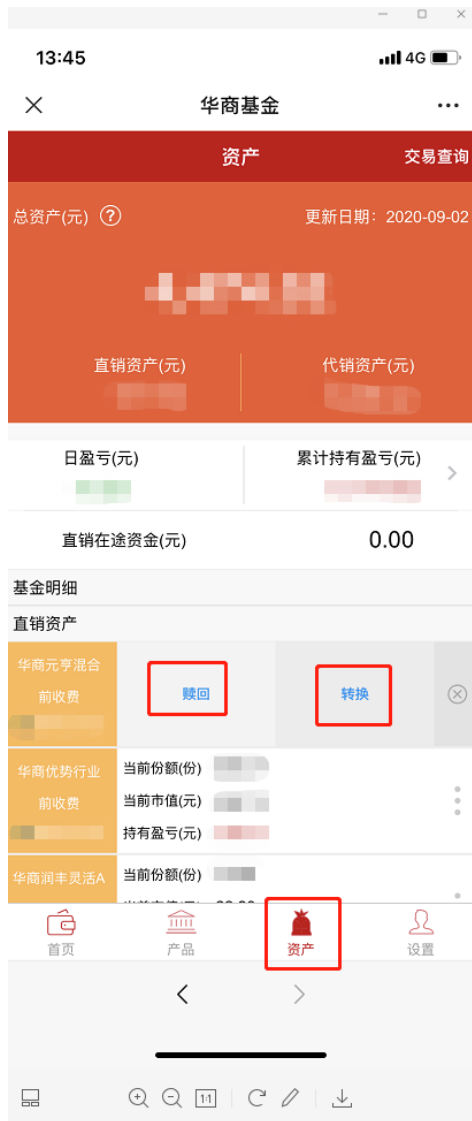 13:45 4G
华商基金
资产 交易查询
总资产(元) ? 更新日期：2020-09-02
直销资产(元) 代销资产(元)
日盈亏(元) 累计持有盈亏(元)
直销在途资金(元) 0.00
基金明细
直销资产
华商元亨混合
前收费 赎回 转换
华商优势行业 当前份额(份)
前收费 当前市值(元)
持有盈亏(元)
华商润丰灵活A 当前份额(份)
首页 产品 资产 设置
1:1